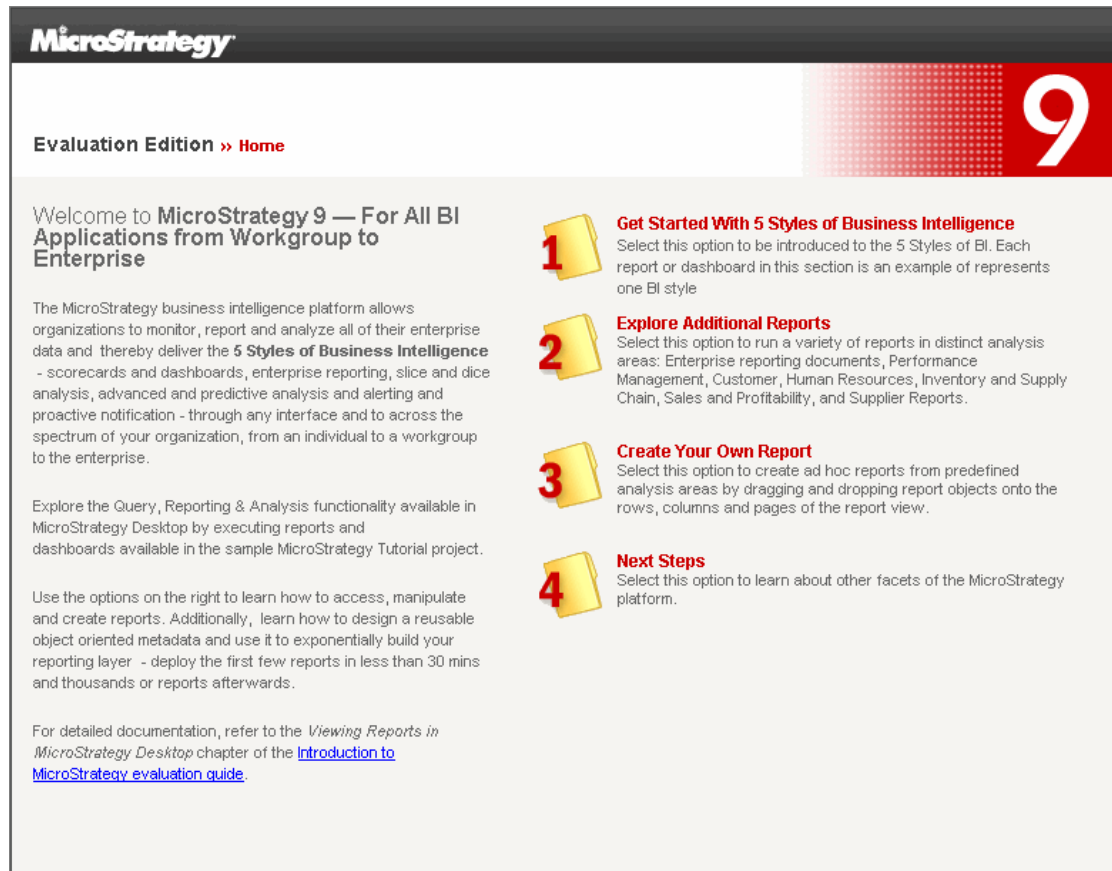 MicroStrategy
9
Evaluation Edition » Home
Welcome to MicroStrategy 9 — For All BI
Applications from Workgroup to
Enterprise
The MicroStrategy business intelligence platform allows
organizations to monitor, report and analyze all of their enterprise
data and thereby deliver the 5 Styles of Business Intelligence
- scorecards and dashboards, enterprise reporting, slice and dice
analysis, advanced and predictive analysis and alerting and
proactive notification - through any interface and to across the
spectrum of your organization, from an individual to a workgroup
to the enterprise.
Explore the Query, Reporting & Analysis functionality available in
MicroStrategy Desktop by executing reports and
dashboards available in the sample MicroStrategy Tutorial project.
Use the options on the right to learn how to access, manipulate
and create reports. Additionally, learn how to design a reusable
object oriented metadata and use it to exponentially build your
reporting layer - deploy the first few reports in less than 30 mins
and thousands or reports afterwards.
For detailed documentation, refer to the Viewing Reports in
MicroStrategy Desktop chapter of the Introduction to
MicroStrategy evaluation guide.
1
Get Started With 5 Styles of Business Intelligence
Select this option to be introduced to the 5 Styles of BI. Each
report or dashboard in this section is an example of represents
one BI style
2
Explore Additional Reports
Select this option to run a variety of reports in distinct analysis
areas: Enterprise reporting documents, Performance
Management, Customer, Human Resources, Inventory and Supply
Chain, Sales and Profitability, and Supplier Reports.
3
Create Your Own Report
Select this option to create ad hoc reports from predefined
analysis areas by dragging and dropping report objects onto the
rows, columns and pages of the report view.
4
Next Steps
Select this option to learn about other facets of the MicroStrategy
platform.